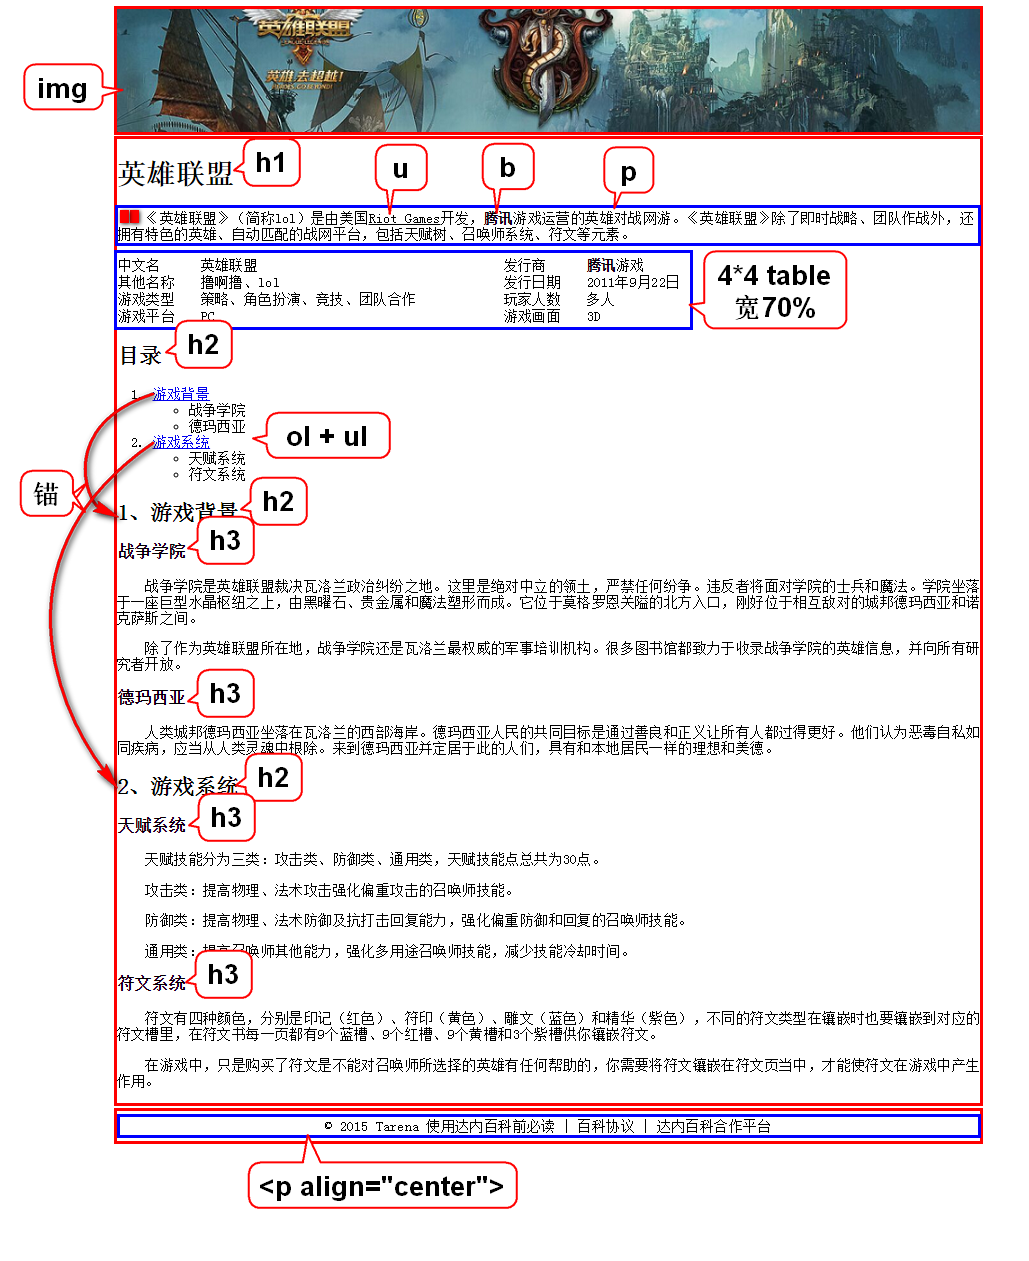 英雄联盟
英雄,去超越!
HEROES, GO BEYOND!
img
英雄联盟
h1
u
b
p
《英雄联盟》（简称lol）是由美国Riot Games开发，腾讯游戏运营的英雄对战网游。《英雄联盟》除了即时战略、团队作战外，还
拥有特色的英雄、自动匹配的战网平台，包括天赋树、召唤师系统、符文等元素。
中文名 英雄联盟 发行商 腾讯游戏
其他名称 撸啊撸、lol 发行日期 2011年9月22日
游戏类型 策略、角色扮演、竞技、团队合作 玩家人数 多人
游戏平台 PC 游戏画面 3D
4*4 table
宽70%
目录
h2
1. 游戏背景
○ 战争学院
○ 德玛西亚
2. 游戏系统
○ 天赋系统
○ 符文系统
ol + ul
锚
1、游戏背景
h2
战争学院
h3
战争学院是英雄联盟裁决瓦洛兰政治纠纷之地。这里是绝对中立的领土，严禁任何纷争。违反者将面对学院的士兵和魔法。学院坐落
于一座巨型水晶枢纽之上，由黑曜石、贵金属和魔法塑形而成。它位于莫格罗恩关隘的北方入口，刚好位于相互敌对的城邦德玛西亚和诺
克萨斯之间。
除了作为英雄联盟所在地，战争学院还是瓦洛兰最权威的军事培训机构。很多图书馆都致力于收录战争学院的英雄信息，并向所有研
究者开放。
德玛西亚
h3
人类城邦德玛西亚坐落在瓦洛兰的西部海岸。德玛西亚人民的共同目标是通过善良和正义让所有人都过得更好。他们认为恶毒自私如
同疾病，应当从人类灵魂中根除。来到德玛西亚并定居于此的人们，具有和本地居民一样的理想和美德。
2、游戏系统
h2
天赋系统
h3
天赋技能分为三类：攻击类、防御类、通用类，天赋技能点总共为30点。
攻击类：提高物理、法术攻击强化偏重攻击的召唤师技能。
防御类：提高物理、法术防御及抗打击回复能力，强化偏重防御和回复的召唤师技能。
通用类：提高召唤师其他能力，强化多用途召唤师技能，减少技能冷却时间。
符文系统
h3
符文有四种颜色，分别是印记（红色）、符印（黄色）、雕文（蓝色）和精华（紫色），不同的符文类型在镶嵌时也要镶嵌到对应的
符文槽里，在符文书每一页都有9个蓝槽、9个红槽、9个黄槽和3个紫槽供你镶嵌符文。
在游戏中，只是购买了符文是不能对召唤师所选择的英雄有任何帮助的，你需要将符文镶嵌在符文页当中，才能使符文在游戏中产生
作用。
© 2015 Tarena 使用达内百科前必读 | 百科协议 | 达内百科合作平台
<p align="center">